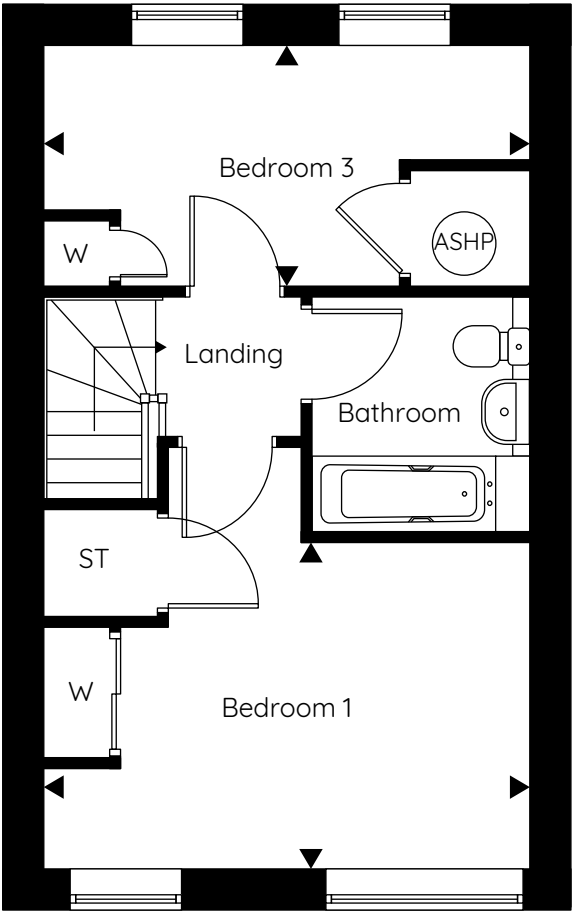 Bedroom 3
ASHP
W
Landing
Bathroom
ST
W
Bedroom 1